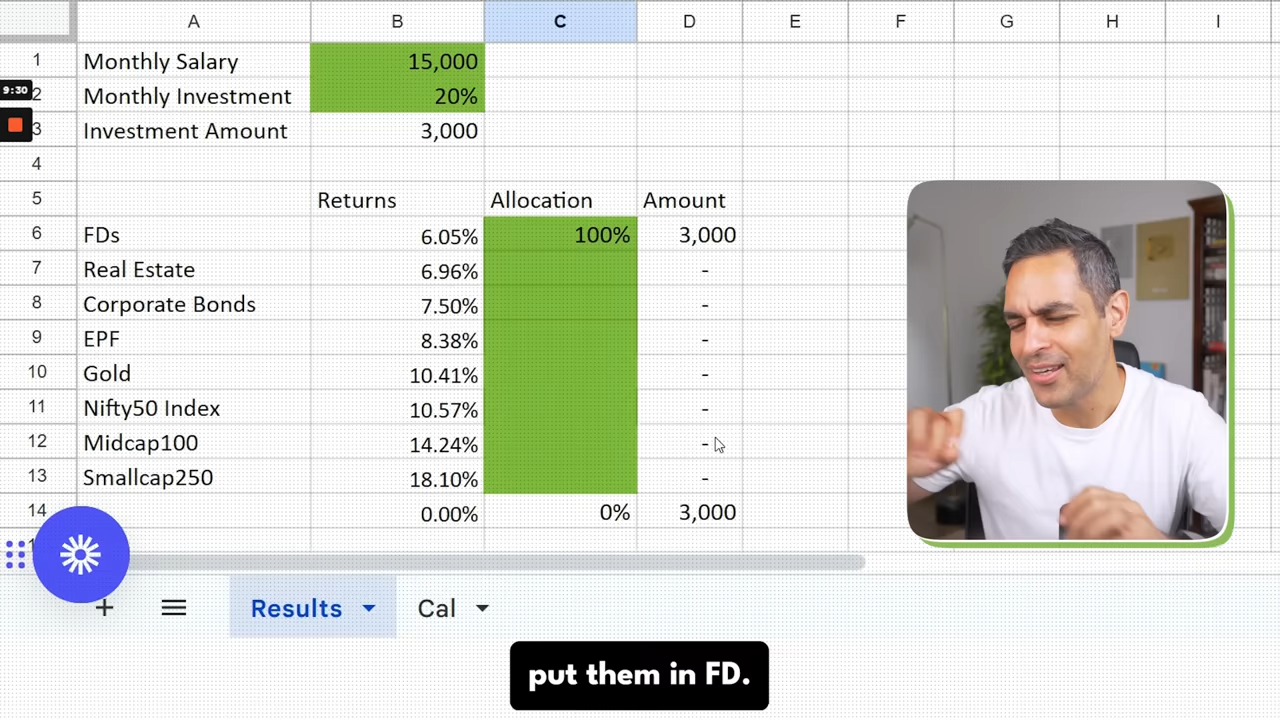 A B C D E F G H I
1 Monthly Salary 15,000
9:30 2 Monthly Investment 20%
3 Investment Amount 3,000
4
5 Returns Allocation Amount
6 FDs 6.05% 100% 3,000
7 Real Estate 6.96% -
8 Corporate Bonds 7.50% -
9 EPF 8.38% -
10 Gold 10.41% -
11 Nifty50 Index 10.57% -
12 Midcap100 14.24% -
13 Smallcap250 18.10% -
14 0.00% 0% 3,000
+ Results Cal
put them in FD.